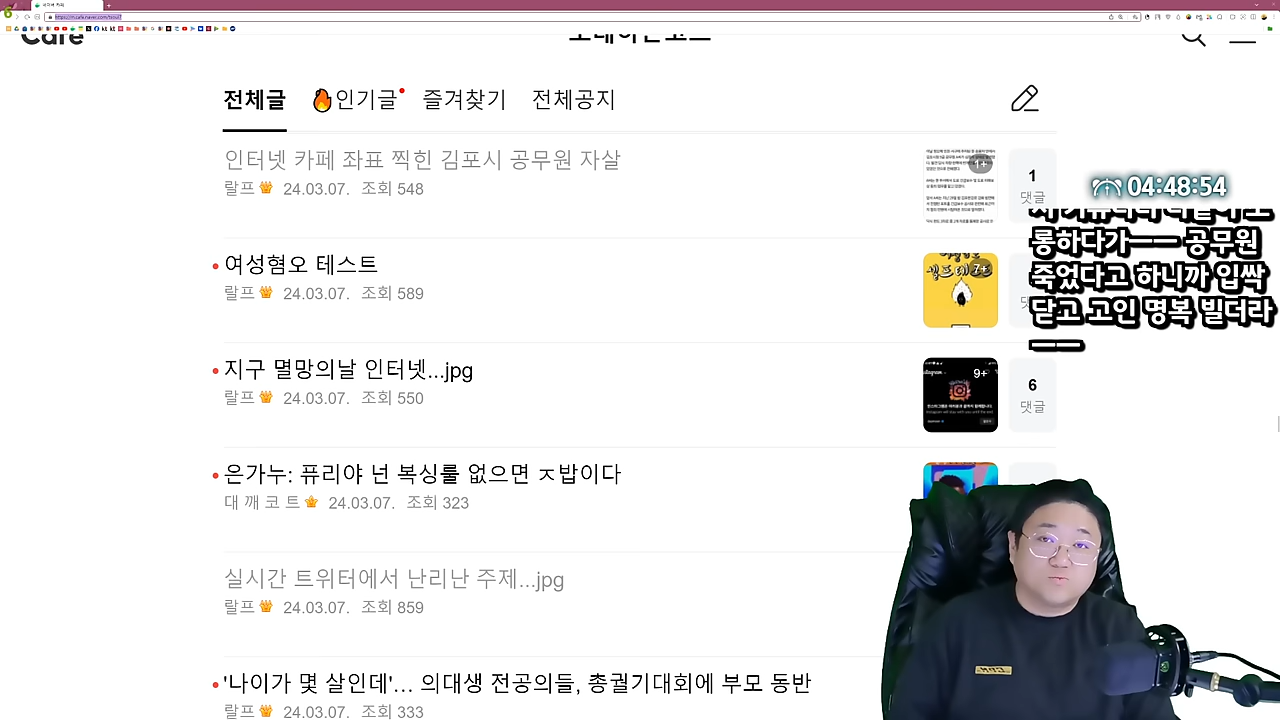 https://m.cafe.naver.com/
Cafe
전체글
인기글
즐겨찾기
전체공지
인터넷 카페 좌표 찍힌 김포시 공무원 자살
랄프 24.03.07. 조회 548
1+
1
댓글
04:48:54
롱하다가ㅡㅡ 공무원
죽었다고 하니까 입싹
닫고 고인 명복 빌더라
ㅡㅡ
여성혐오 테스트
랄프 24.03.07. 조회 589
7+
지구 멸망의날 인터넷...jpg
랄프 24.03.07. 조회 550
9+
6
댓글
은가누: 퓨리야 넌 복싱룰 없으면 ㅈ밥이다
대 깨 코 트 24.03.07. 조회 323
실시간 트위터에서 난리난 주제...jpg
랄프 24.03.07. 조회 859
'나이가 몇 살인데'... 의대생 전공의들, 총궐기대회에 부모 동반
랄프 24.03.07. 조회 333